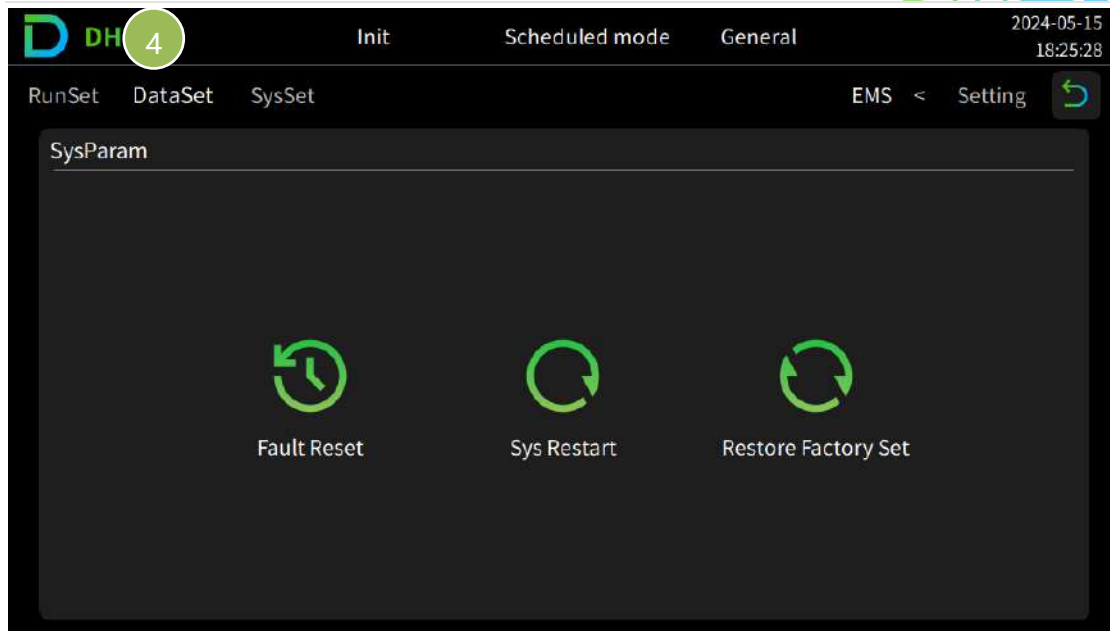 DH 4 Init Scheduled mode General 2024-05-15
18:25:28
RunSet DataSet SysSet EMS < Setting
SysParam
Fault Reset Sys Restart Restore Factory Set